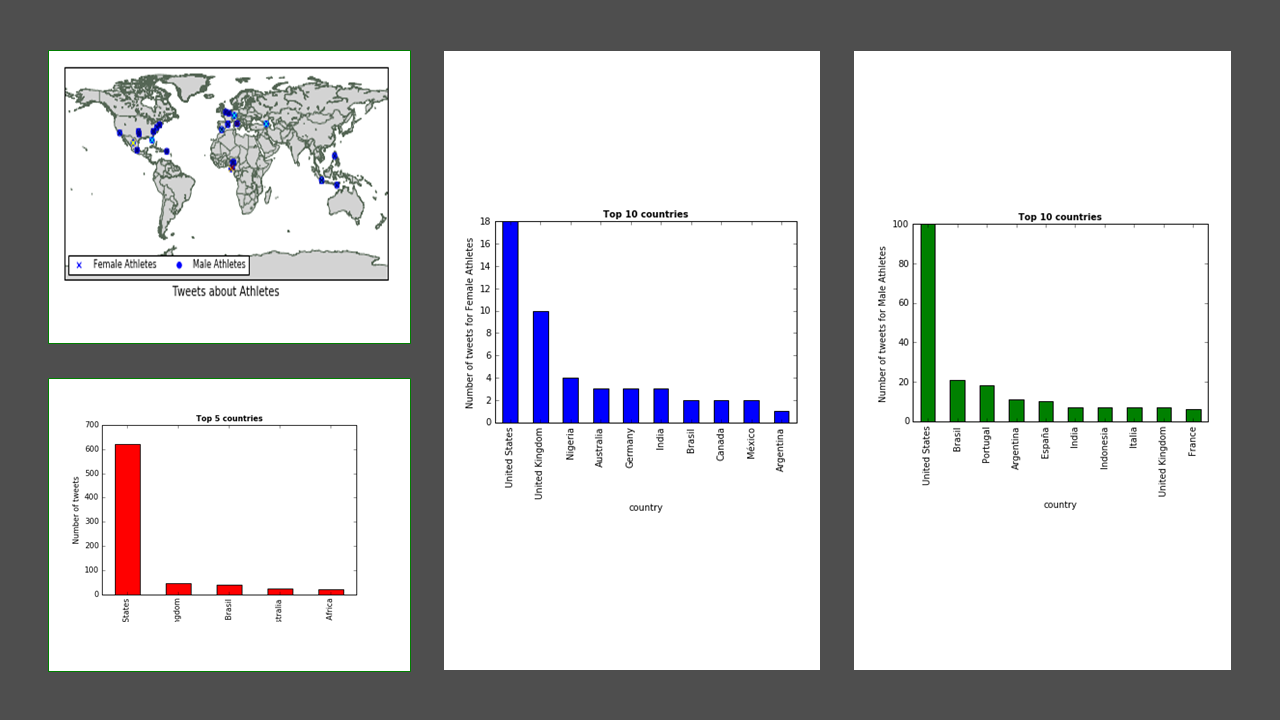 Female Athletes
Male Athletes
Tweets about Athletes
Top 5 countries
Number of tweets
700
600
500
400
300
200
100
0
States
gdom
Brasil
stralia
Africa
Top 10 countries
Number of tweets for Female Athletes
18
16
14
12
10
8
6
4
2
0
United States
United Kingdom
Nigeria
Australia
Germany
India
Brasil
Canada
México
Argentina
country
Top 10 countries
Number of tweets for Male Athletes
100
80
60
40
20
0
United States
Brasil
Portugal
Argentina
España
India
Indonesia
Italia
United Kingdom
France
country